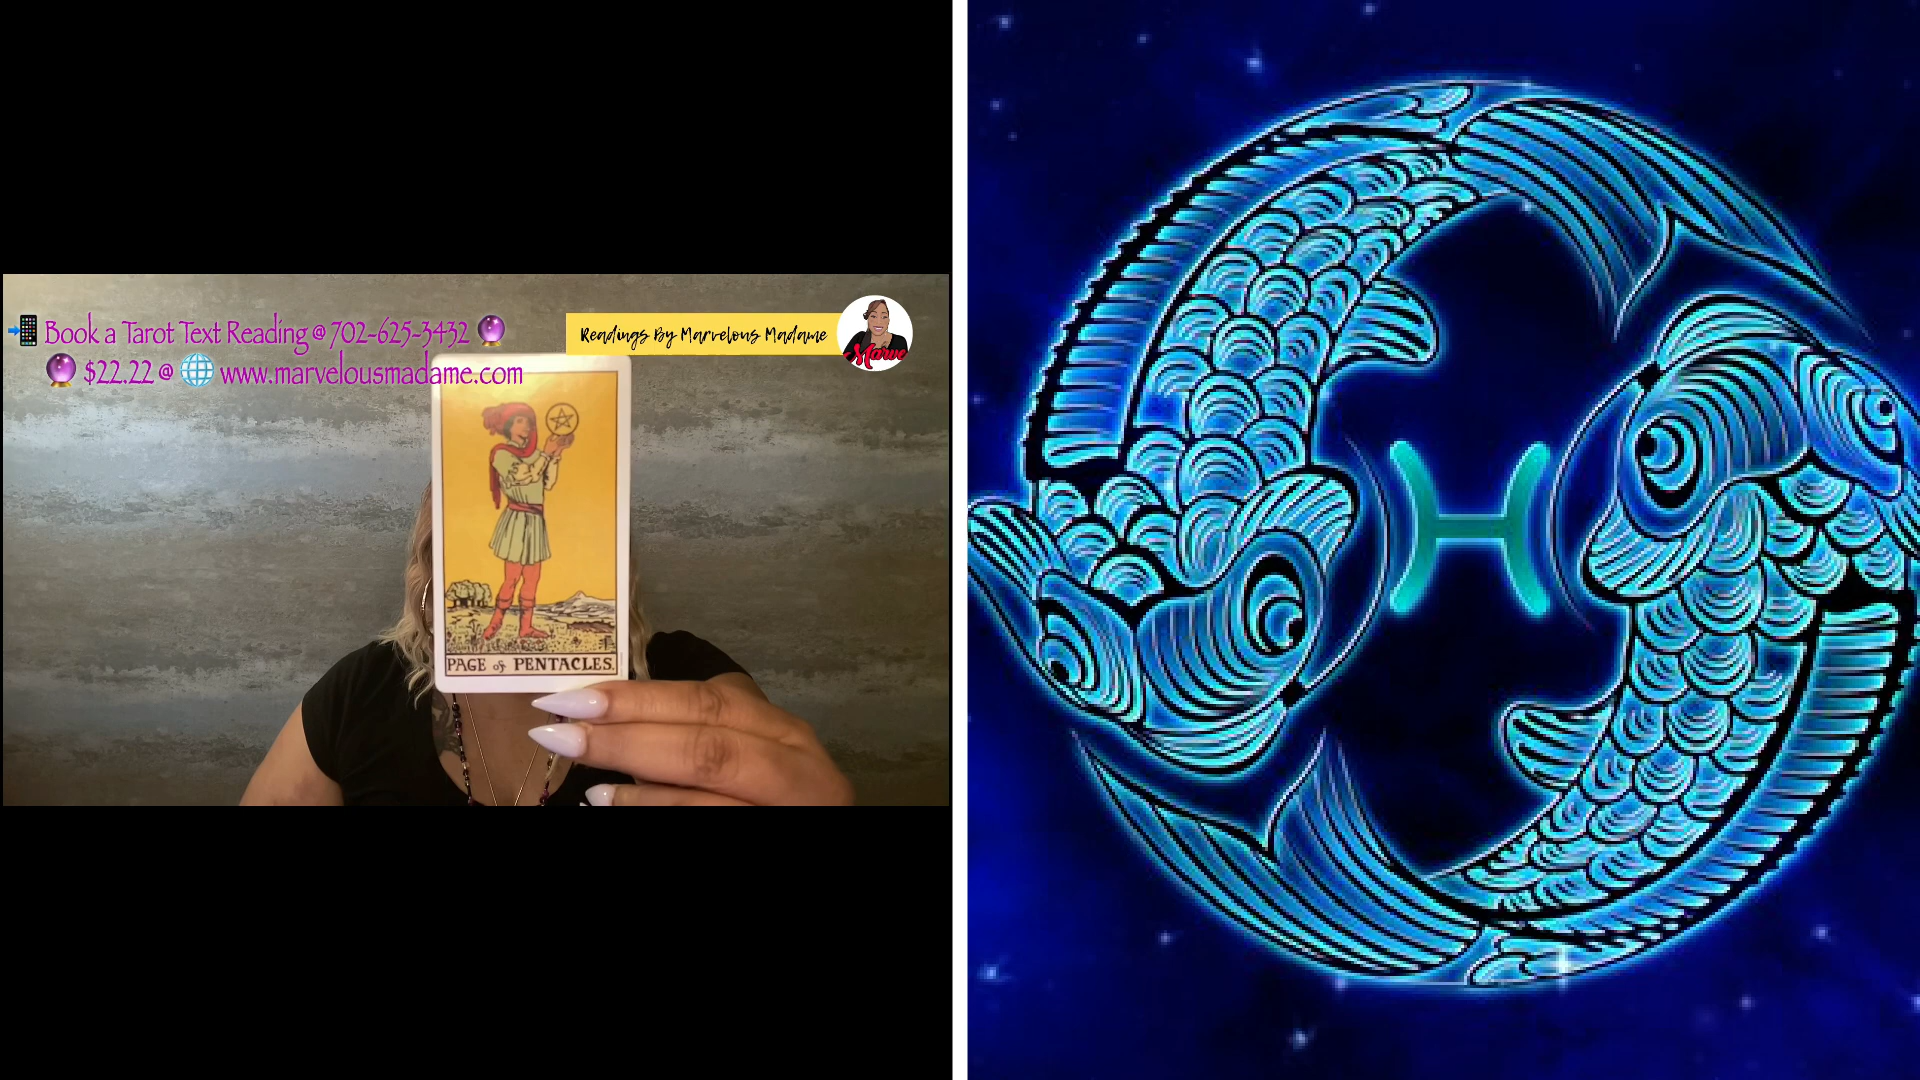 Book a Tarot Text Reading @ 702-625-3432
$22.22 @ www.marvelousmadame.com
Readings By Marvelous Madame
Marve
PAGE of PENTACLES.